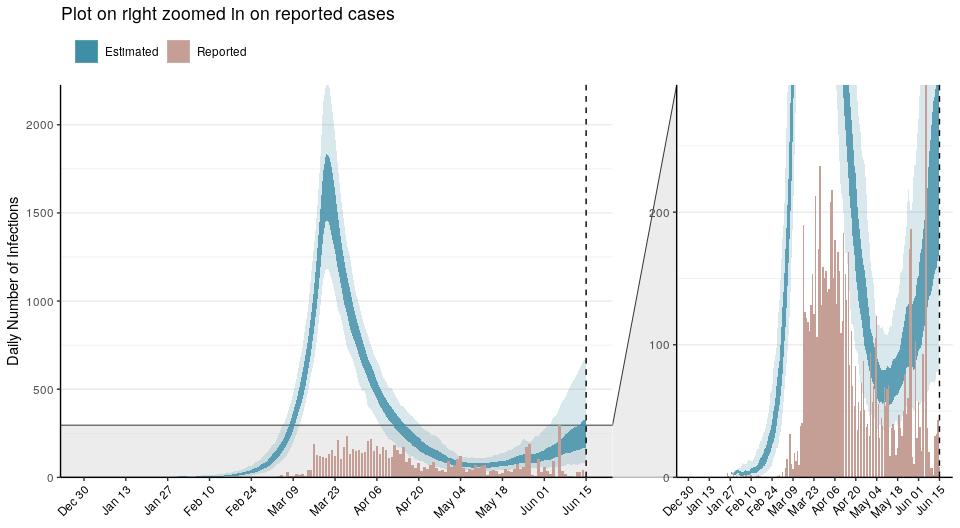 Plot on right zoomed in on reported cases
Estimated Reported
Daily Number of Infections
2000
1500
1000
500
0
Dec 30 Jan 13 Jan 27 Feb 10 Feb 24 Mar 09 Mar 23 Apr 06 Apr 20 May 04 May 18 Jun 01 Jun 15
200
100
0
Dec 30 Jan 13 Jan 27 Feb 10 Feb 24 Mar 09 Mar 23 Apr 06 Apr 20 May 04 May 18 Jun 01 Jun 15